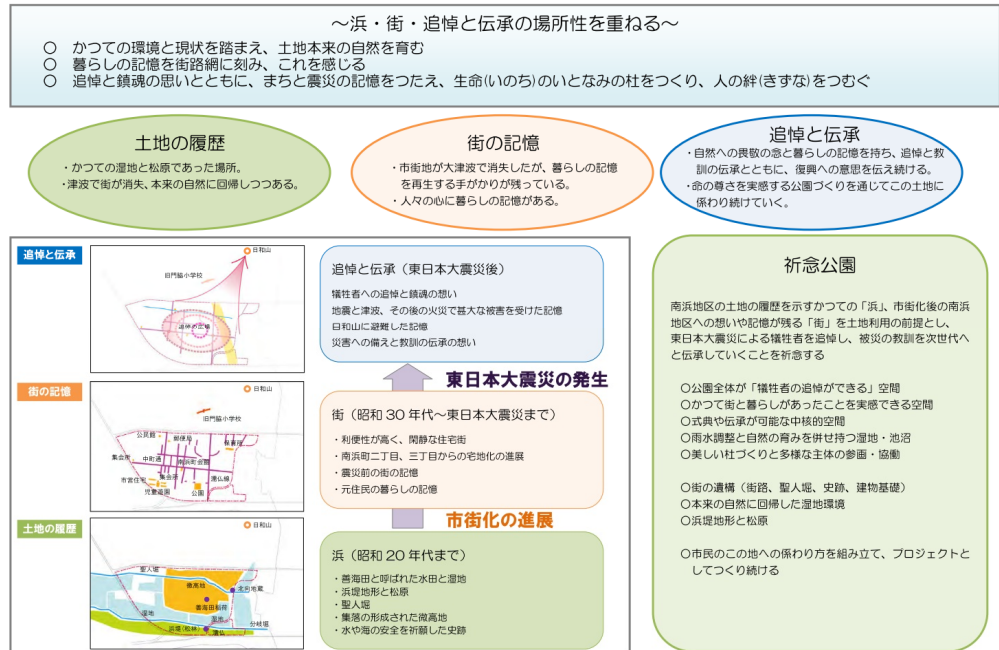 ～浜・街・追悼と伝承の場所性を重ねる～
○ かつての環境と現状を踏まえ、土地本来の自然を育む
○ 暮らしの記憶を街路網に刻み、これを感じる
○ 追悼と鎮魂の思いとともに、まちと震災の記憶をつたえ、生命(いのち)のいとなみの杜をつくり、人の絆(きずな)をつむぐ
土地の履歴
・かつての湿地と松原であった場所。
・津波で街が消失、本来の自然に回帰しつつある。
街の記憶
・市街地が大津波で消失したが、暮らしの記憶
を再生する手がかりが残っている。
・人々の心に暮らしの記憶がある。
追悼と伝承
・自然への畏敬の念と暮らしの記憶を持ち、追悼と教
訓の伝承とともに、復興への意思を伝え続ける。
・命の尊さを実感する公園づくりを通じてこの土地に
係わり続けていく。
追悼と伝承
日和山
旧門脇小学校
追悼の広場
追悼と伝承（東日本大震災後）
犠牲者への追悼と鎮魂の想い
地震と津波、その後の火災で甚大な被害を受けた記憶
日和山に避難した記憶
災害への備えと教訓の伝承の想い
東日本大震災の発生
街の記憶
日和山
旧門脇小学校
公民館
郵便局
保育所
集会所
中町通
南浜町会館
市営住宅
集会所
濱仏線
児童遊園
公園
街（昭和３０年代～東日本大震災まで）
・利便性が高く、閑静な住宅街
・南浜町二丁目、三丁目からの宅地化の進展
・震災前の街の記憶
・元住民の暮らしの記憶
市街化の進展
土地の履歴
日和山
聖人堀
微高地
北向地蔵
善海田稲荷
湿地
湿地
浜堤(松林)
濱仏
分岐堀
浜（昭和２０年代まで）
・善海田と呼ばれた水田と湿地
・浜堤地形と松原
・聖人堀
・集落の形成された微高地
・水や海の安全を祈願した史跡
祈念公園
南浜地区の土地の履歴を示すかつての「浜」、市街化後の南浜
地区への想いや記憶が残る「街」を土地利用の前提とし、
東日本大震災による犠牲者を追悼し、被災の教訓を次世代へ
と伝承していくことを祈念する
○公園全体が「犠牲者の追悼ができる」空間
○かつて街と暮らしがあったことを実感できる空間
○式典や伝承が可能な中核的空間
○雨水調整と自然の育みを併せ持つ湿地・池沼
○美しい杜づくりと多様な主体の参画・協働
○街の遺構（街路、聖人堀、史跡、建物基礎）
○本来の自然に回帰した湿地環境
○浜堤地形と松原
○市民のこの地への係わり方を組み立て、プロジェクトと
してつくり続ける